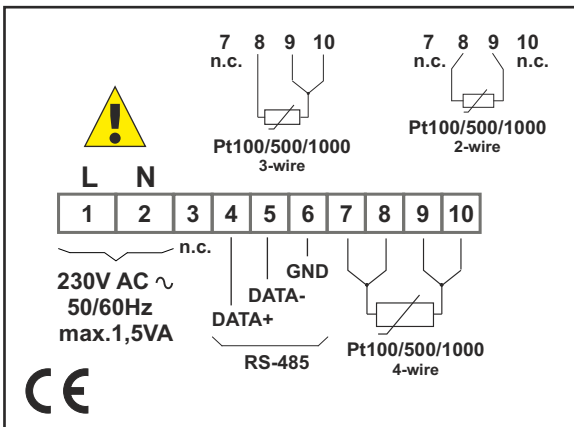 7 8 9 10
n.c.
Pt100/500/1000
3-wire
7 8 9 10
n.c. n.c.
Pt100/500/1000
2-wire
!
L N
1 2 3 4 5 6 7 8 9 10
n.c.
230V AC ∿
50/60Hz
max.1,5VA
DATA+
DATA-
GND
RS-485
Pt100/500/1000
4-wire
CE